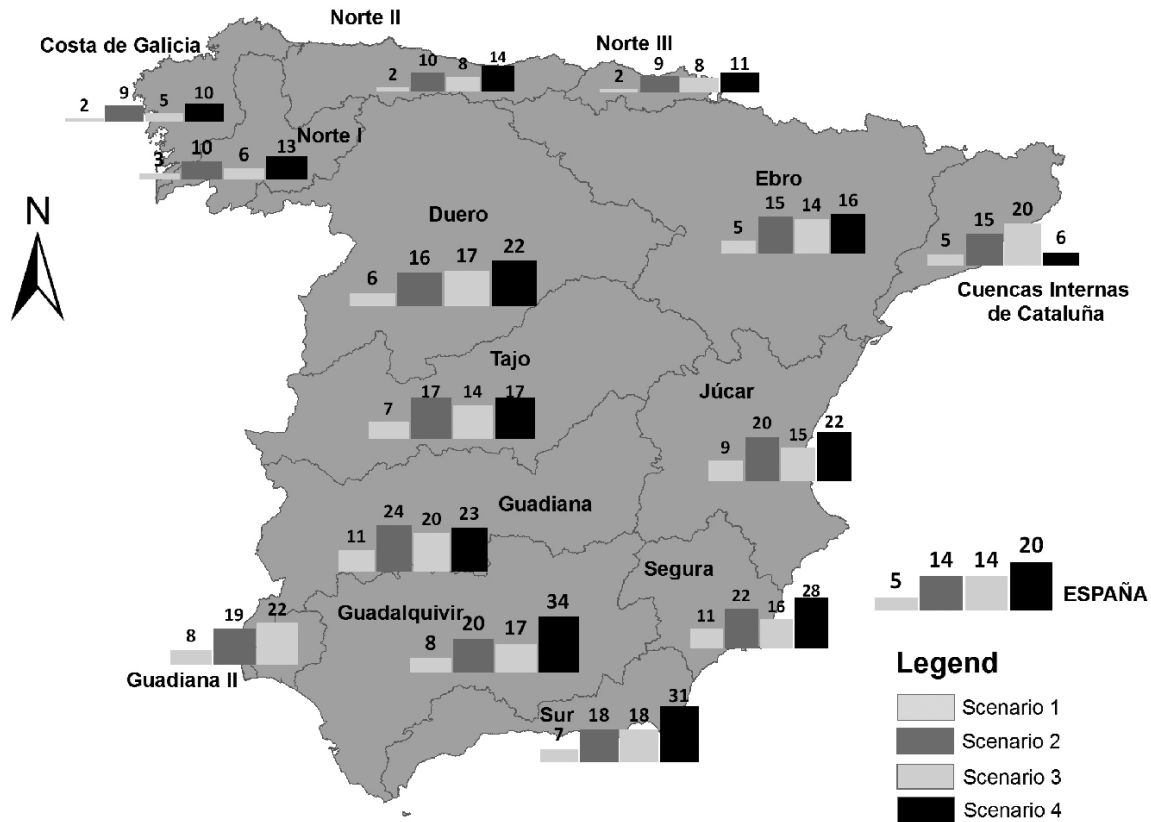 Norte II
Costa de Galicia
Norte III
2 10 8 14
2 9 8 11
2 9 5 10
Norte I
3 10 6 13
N
Ebro
5 15 14 16
Duero
6 16 17 22
5 15 20 6
Cuencas Internas
de Cataluña
Tajo
7 17 14 17
Júcar
9 20 15 22
Guadiana
11 24 20 23
Segura
11 22 16 28
5 14 14 20
ESPAÑA
Guadalquivir
8 20 17 34
8 19 22
Guadiana II
Sur
7 18 18 31
Legend
Scenario 1
Scenario 2
Scenario 3
Scenario 4